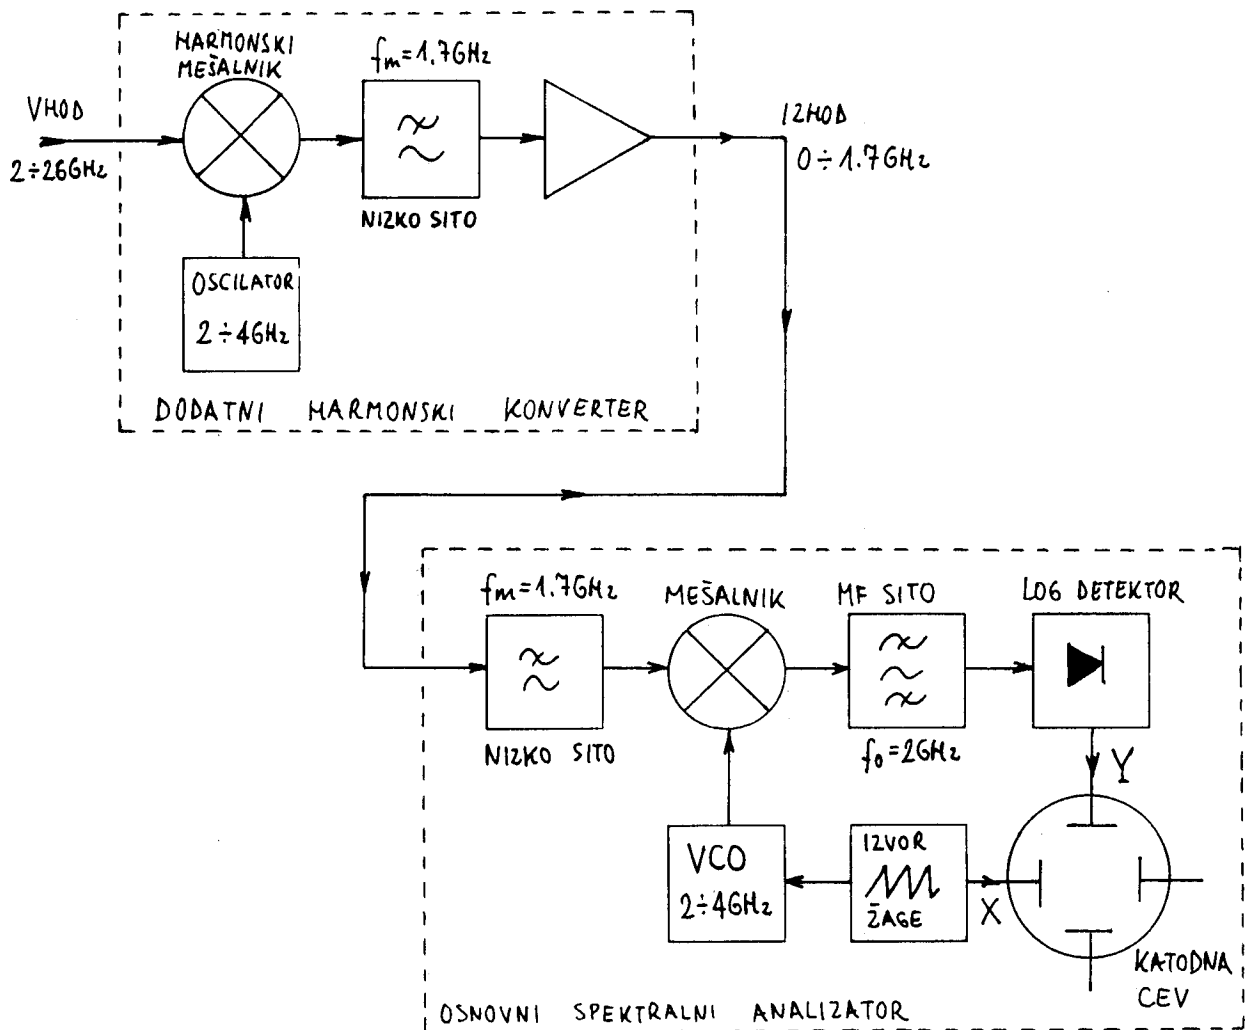 HARMONSKI
MEŠALNIK
fm=1.7GHz
VHOD
2÷26GHz
IZHOD
0÷1.7GHz
NIZKO SITO
OSCILATOR
2÷4GHz
DODATNI HARMONSKI KONVERTER
fm=1.7GHz
MEŠALNIK
MF SITO
LOG DETEKTOR
NIZKO SITO
f0=2GHz
Y
VCO
2÷4GHz
IZVOR
ŽAGE
X
KATODNA
CEV
OSNOVNI SPEKTRALNI ANALIZATOR